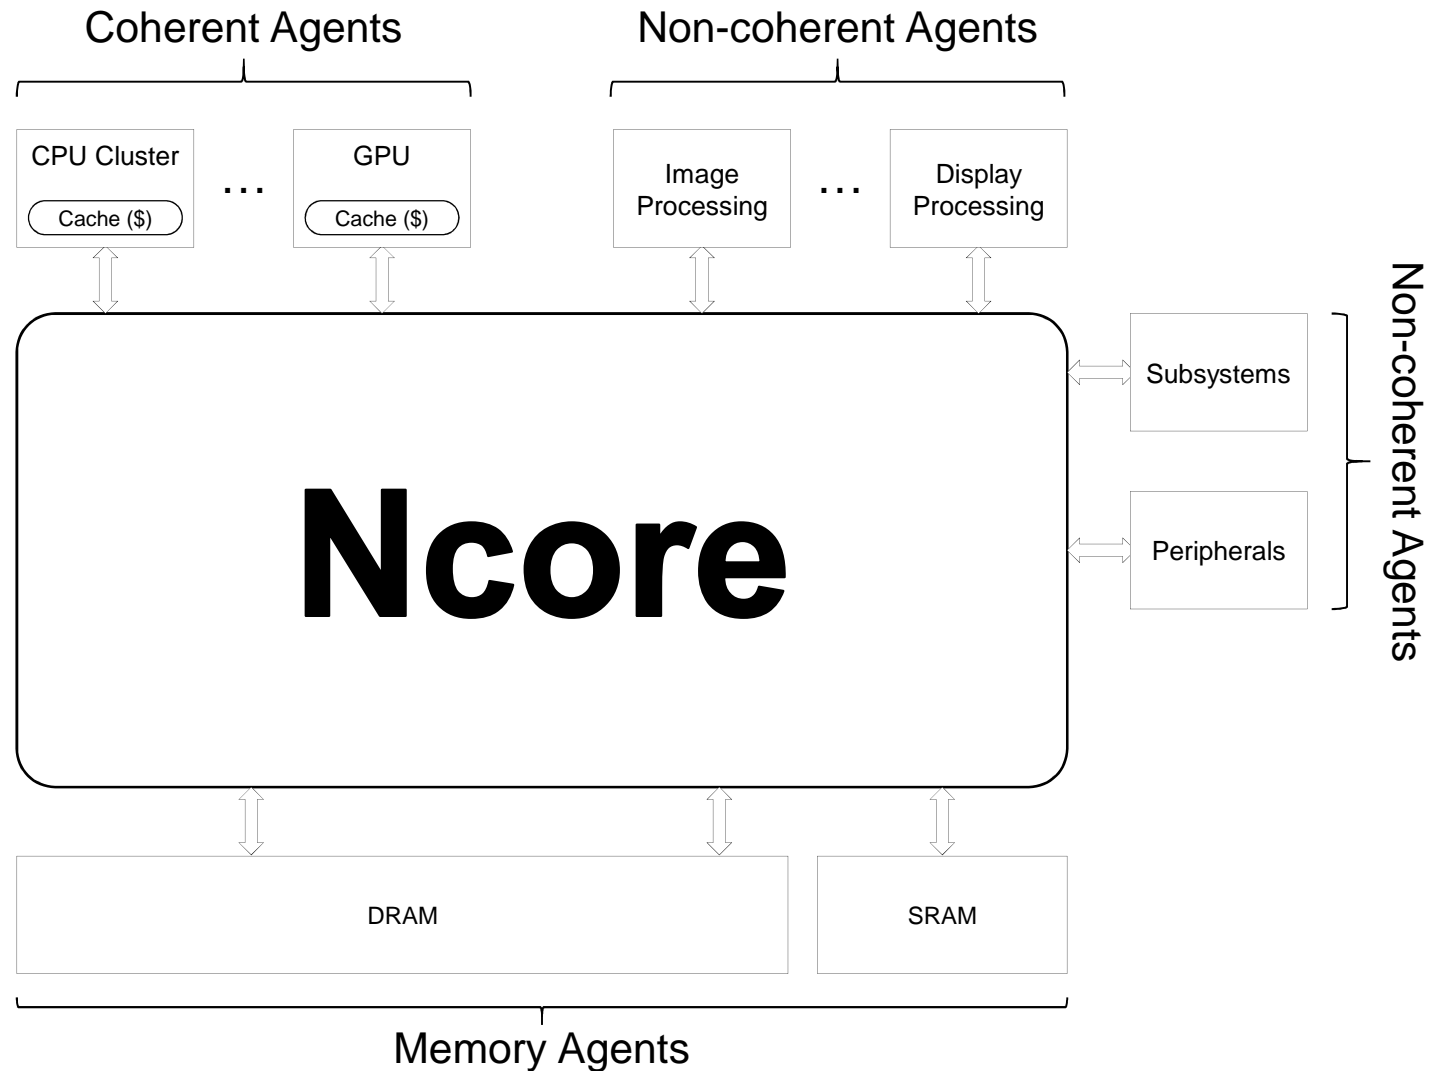 Coherent Agents
Non-coherent Agents
CPU Cluster
Cache ($)
...
GPU
Cache ($)
Image
Processing
...
Display
Processing
Ncore
Subsystems
Peripherals
Non-coherent Agents
DRAM
SRAM
Memory Agents